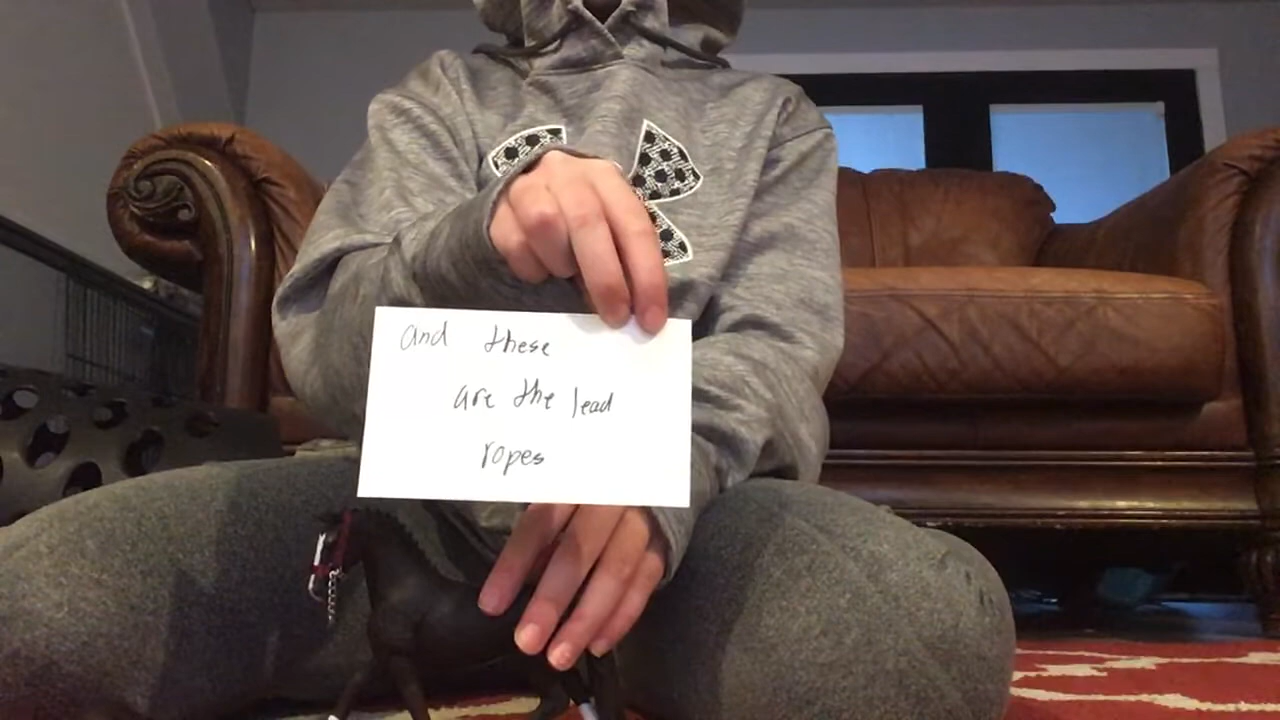 and these
are the lead
ropes